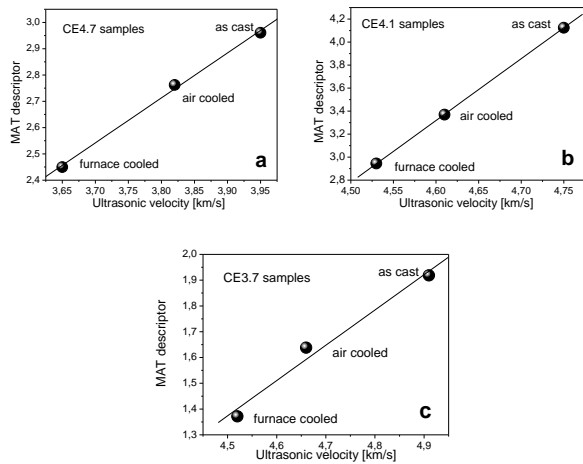 3,0
2,9
2,8
2,7
2,6
2,5
2,4
MAT descriptor
CE4.7 samples
as cast
air cooled
furnace cooled
a
3,65 3,70 3,75 3,80 3,85 3,90 3,95
Ultrasonic velocity [km/s]
4,2
4,0
3,8
3,6
3,4
3,2
3,0
2,8
MAT descriptor
CE4.1 samples
as cast
air cooled
furnace cooled
b
4,50 4,55 4,60 4,65 4,70 4,75
Ultrasonic velocity [km/s]
2,0
1,9
1,8
1,7
1,6
1,5
1,4
1,3
MAT descriptor
CE3.7 samples
as cast
air cooled
furnace cooled
c
4,5 4,6 4,7 4,8 4,9
Ultrasonic velocity [km/s]